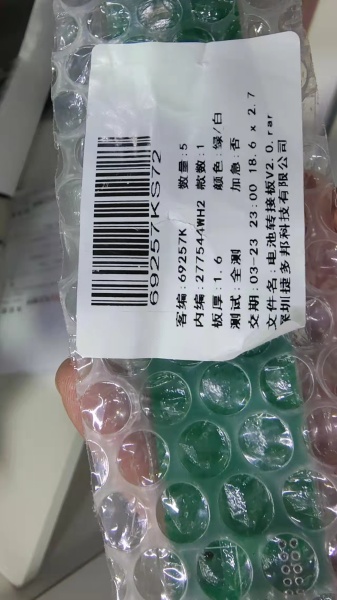 69257KS72
客编:69257K 数量:5
内编:277544WH2 款数:1
板厚:1.6 颜色:绿/白
测试:全测 加急:否
交期:03-23 23:00 18.6 x 2.7
文件名:电池转接板V2.0.rar
深圳捷多邦科技有限公司